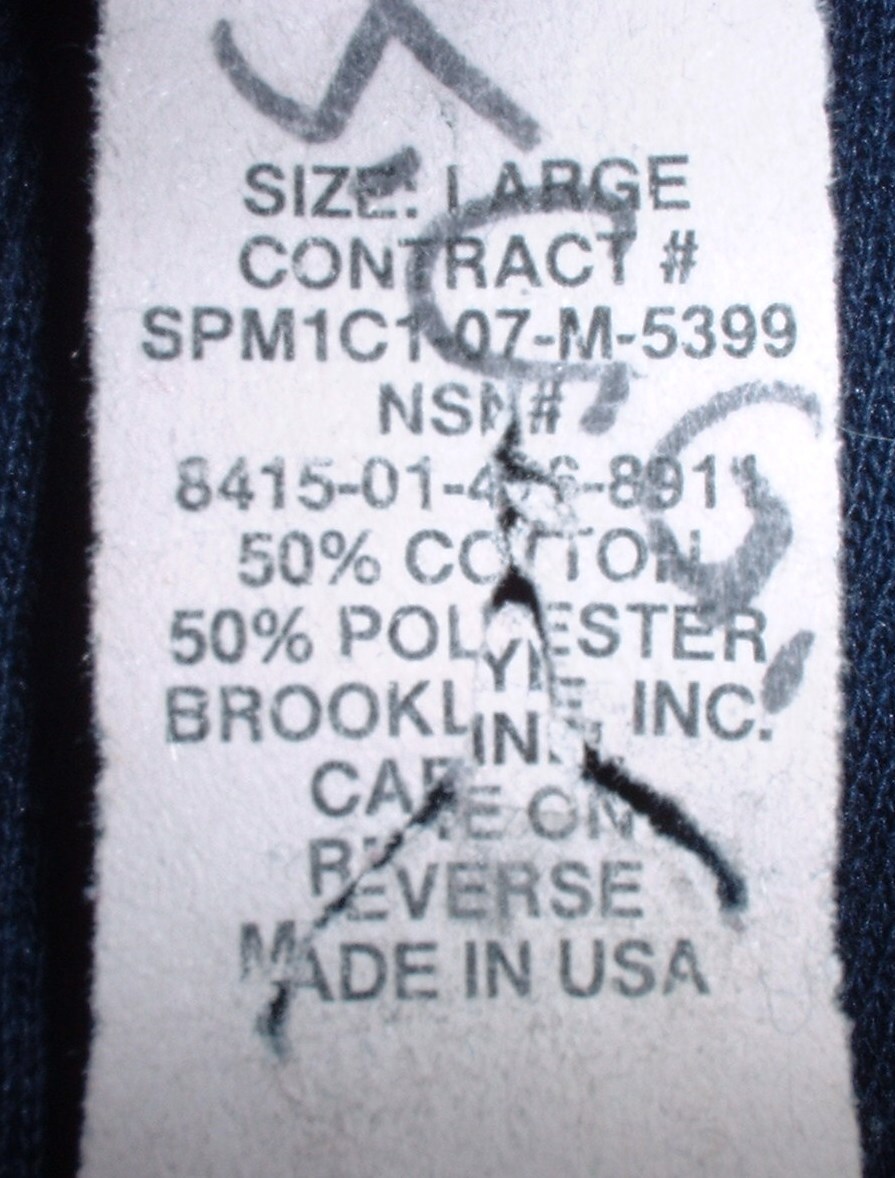 SIZE: LARGE
CONTRACT #
SPM1C1-07-M-5399
NSN #
50% COTTON
50% POLYESTER
BROOKLYNE, INC.
CARE ON
REVERSE
MADE IN USA